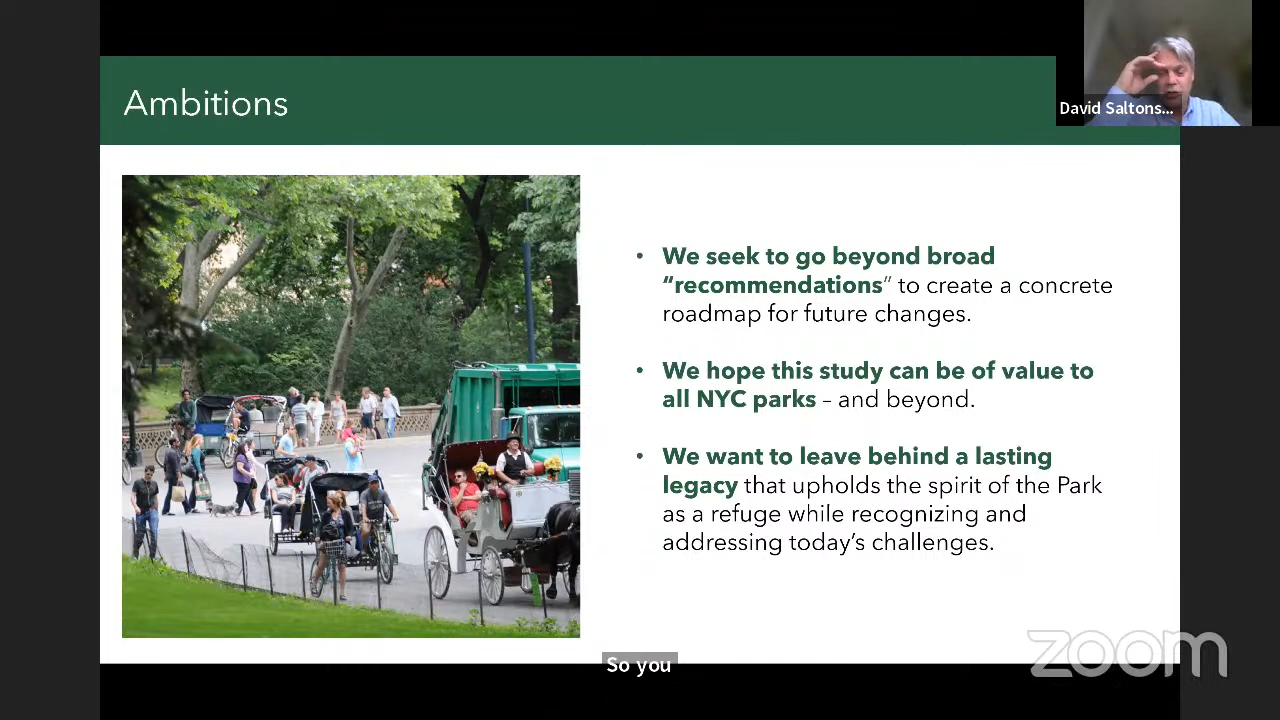 Ambitions
David Saltons...
• We seek to go beyond broad
“recommendations” to create a concrete
roadmap for future changes.
• We hope this study can be of value to
all NYC parks – and beyond.
• We want to leave behind a lasting
legacy that upholds the spirit of the Park
as a refuge while recognizing and
addressing today’s challenges.
So you
zoom